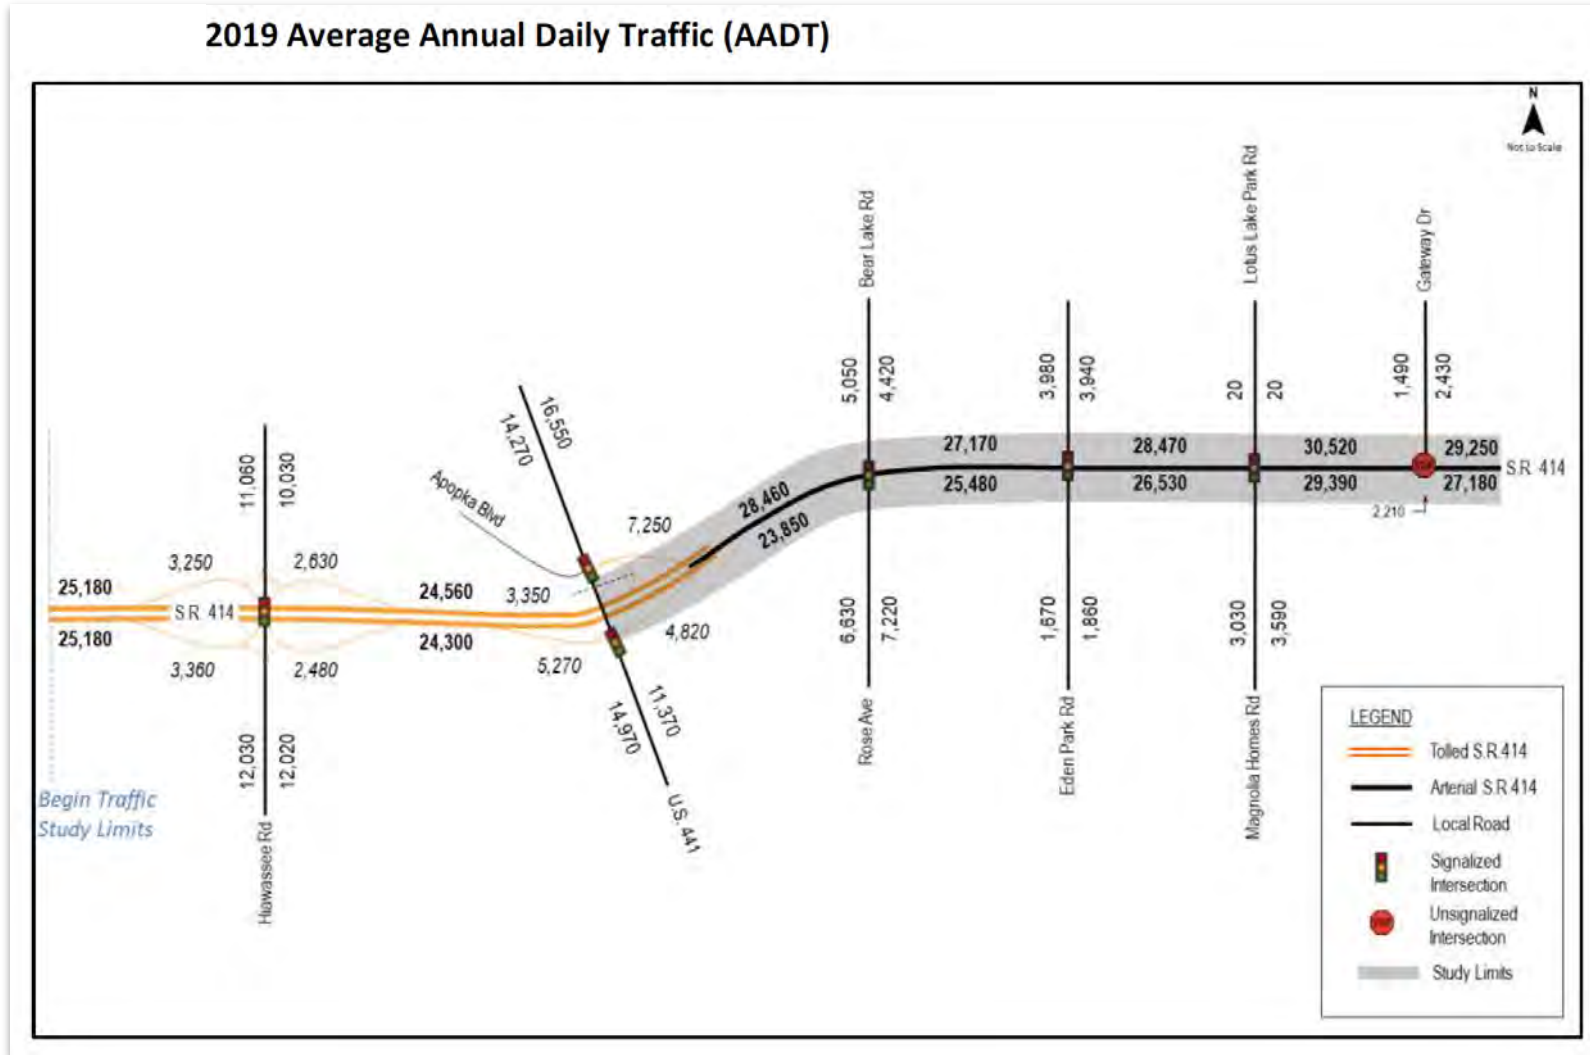 2019 Average Annual Daily Traffic (AADT)
N
Not to Scale
Bear Lake Rd
Lotus Lake Park Rd
Gateway Dr
5,050
4,420
3,980
3,940
20
20
1,490
2,430
16,550
14,270
11,060
10,030
Apopka Blvd
7,250
28,460
23,850
27,170
25,480
28,470
26,530
30,520
29,390
29,250
27,180
S.R. 414
2,210
3,250
2,630
25,180
S.R. 414
24,560
3,350
25,180
24,300
4,820
3,360
2,480
5,270
6,630
7,220
1,670
1,860
3,030
3,590
11,370
14,970
12,030
12,020
Rose Ave
Eden Park Rd
Magnolia Homes Rd
U.S. 441
Hiawassee Rd
Begin Traffic
Study Limits
LEGEND
Tolled S.R.414
Arterial S.R.414
Local Road
Signalized
Intersection
Unsignalized
Intersection
Study Limits